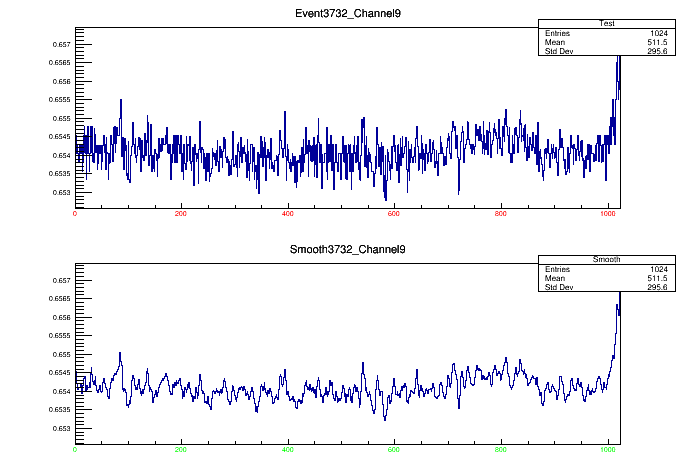 Event3732_Channel9
Test
Entries 1024
Mean 511.5
Std Dev 295.6
0.657
0.6565
0.656
0.6555
0.655
0.6545
0.654
0.6535
0.653
0 200 400 600 800 1000
Smooth3732_Channel9
Smooth
Entries 1024
Mean 511.5
Std Dev 295.6
0.657
0.6565
0.656
0.6555
0.655
0.6545
0.654
0.6535
0.653
0 200 400 600 800 1000